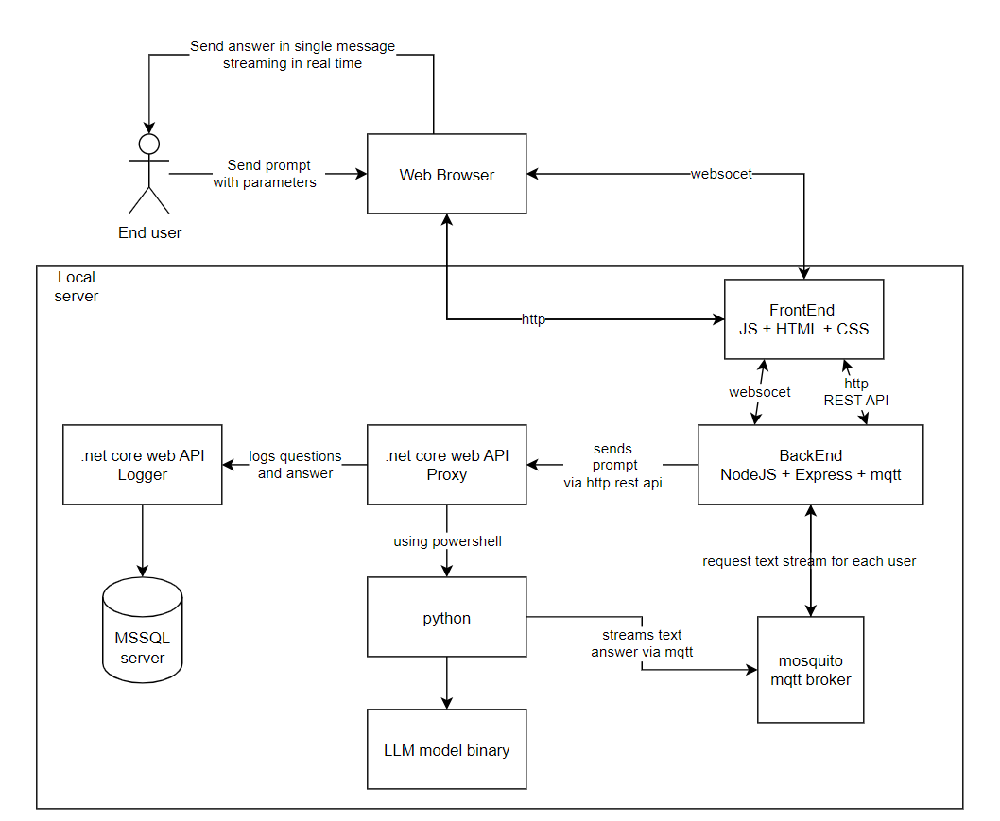 Send answer in single message
streaming in real time
Send prompt
with parameters
Web Browser
websocet
End user
Local
server
http
FrontEnd
JS + HTML + CSS
websocet
http
REST API
.net core web API
Logger
logs questions
and answer
.net core web API
Proxy
sends
prompt
via http rest api
BackEnd
NodeJS + Express + mqtt
using powershell
request text stream for each user
MSSQL
server
python
streams text
answer via mqtt
mosquito
mqtt broker
LLM model binary